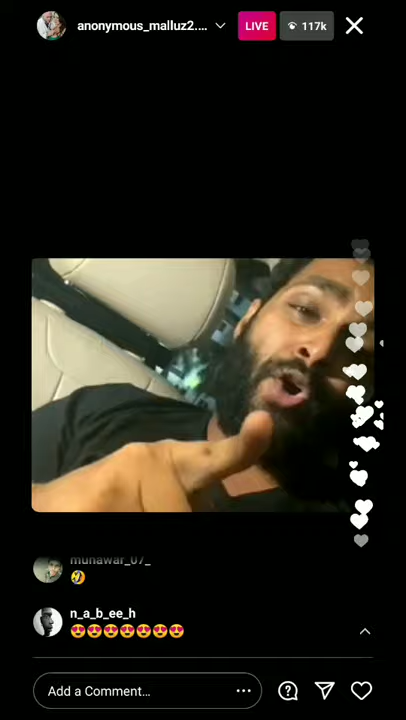 anonymous_malluz2.... LIVE 117k
munawar_07_
🤣
n_a_b_ee_h
😍😍😍😍😍😍😍
Add a Comment...